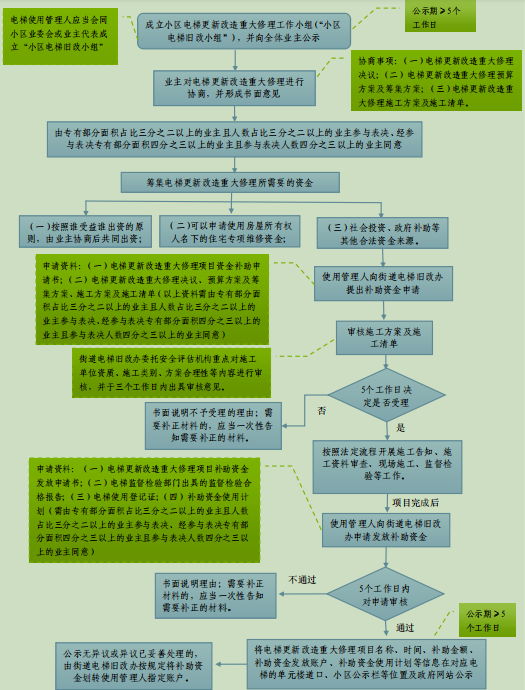 电梯使用管理人应当会同
小区业委会或业主代表成
立“小区电梯旧改小组”
成立小区电梯更新改造重大修理工作小组(“小区
电梯旧改小组”)，并向全体业主公示
公示期≥5个
工作日
业主对电梯更新改造重大修理进行
协商，并形成书面意见
协商事项:(一)电梯更新改造重大修理
决议;(二)电梯更新改造重大修理预算
方案及筹集方案;(三)电梯更新改造重
大修理施工方案及施工清单。
由专有部分面积占比三分之二以上的业主且人数占比三分之二以上的业主参与表决、经参
与表决专有部分面积四分之三以上的业主且参与表决人数四分之三以上的业主同意
筹集电梯更新改造重大修理所需要的资金
(一)按照谁受益谁出资的原
则，由业主协商后共同出资;
(二)可以申请使用房屋所有权
人名下的住宅专项维修资金;
(三)社会投资、政府补助等
其他合法资金来源。
申请资料:(一)电梯更新改造重大修理项目资金补助申
请书;(二)电梯更新改造重大修理决议、预算方案及筹
集方案、施工方案及施工清单(以上资料需由专有部分面
积占比三分之二以上的业主且人数占比三分之二以上的
业主参与表决、经参与表决专有部分面积四分之三以上的
业主且参与表决人数四分之三以上的业主同意)
使用管理人向街道电梯旧改办
提出补助资金申请
审核施工方案及施
工清单
街道电梯旧改办委托安全评估机构重点对施工
单位资质、施工类别、方案合理性等内容进行审
核，并于三个工作日内出具审核意见。
5个工作日决
定是否受理
否
是
书面说明不予受理的理由;需
要补正材料的，应当一次性告
知需要补正的材料。
按照法定流程开展施工告知、施
工资料审查、现场施工、监督检
验等工作。
项目完成后
申请资料:(一)电梯更新改造重大修理项目补助资金
发放申请书;(二)电梯监督检验部门出具的监督检验合
格报告;(三)电梯使用登记证;(四)补助资金使用计
划(需由专有部分面积占比三分之二以上的业主且人数
占比三分之二以上的业主参与表决、经参与表决专有部
分面积四分之三以上的业主且参与表决人数四分之三以
上的业主同意)
使用管理人向街道电梯旧改
办申请发放补助资金
5个工作日内
对申请审核
不通过
通过
书面说明理由;需要补正
材料的，应当一次性告知
需要补正的材料。
公示期≥5
个工作日
将电梯更新改造重大修理项目名称、时间、补助金额、
补助资金发放账户、补助资金使用计划等信息在对应电
梯的单元楼道口、小区公示栏等位置及政府网站公示
公示无异议或异议已妥善处理的，
由街道电梯旧改办按规定将补助资
金划转使用管理人指定账户。